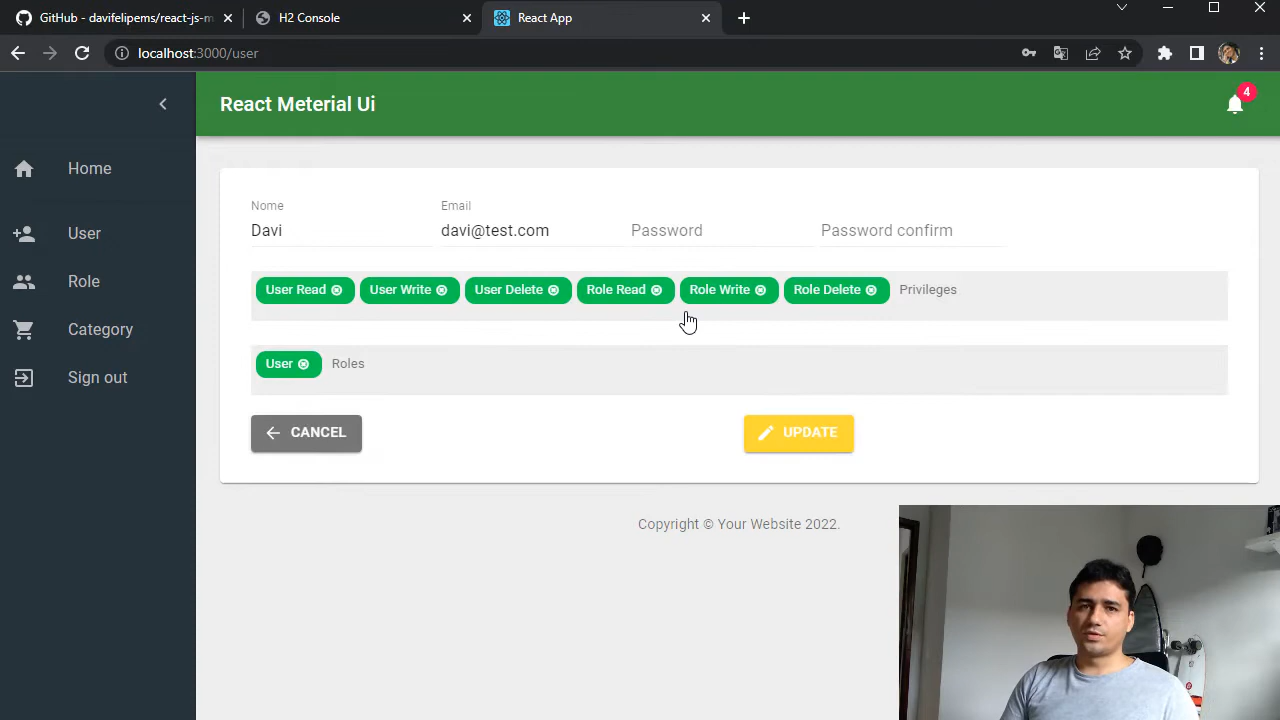 GitHub - davifelipems/react-js-m
H2 Console
React App
localhost:3000/user
React Meterial Ui
4
Home
User
Role
Category
Sign out
Nome
Email
Davi
davi@test.com
Password
Password confirm
User Read
User Write
User Delete
Role Read
Role Write
Role Delete
Privileges
User
Roles
CANCEL
UPDATE
Copyright © Your Website 2022.